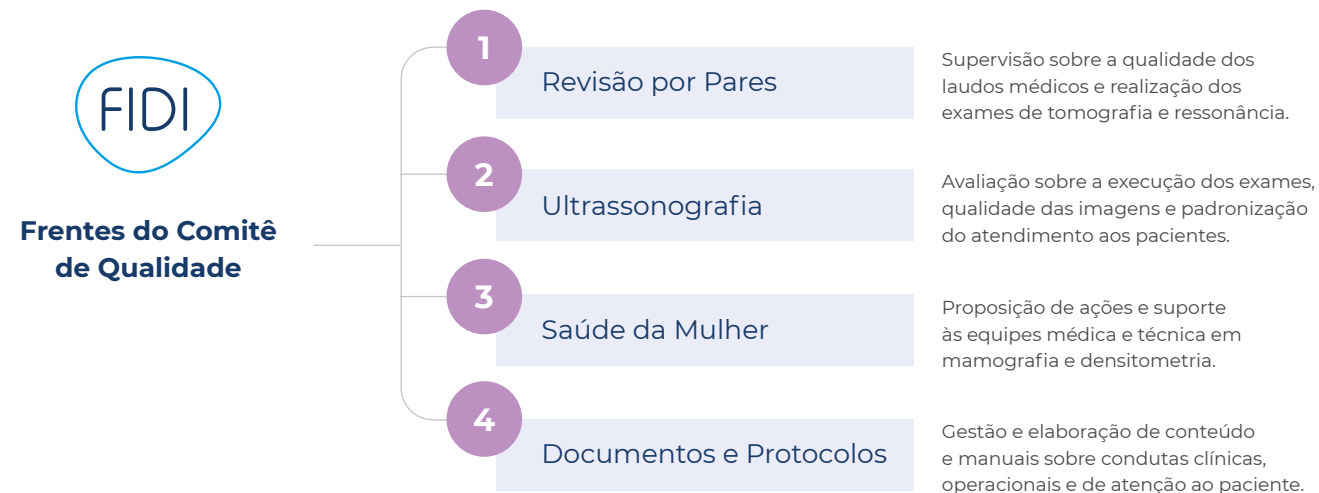 FIDI
Frentes do Comitê
de Qualidade
1
Revisão por Pares
Supervisão sobre a qualidade dos
laudos médicos e realização dos
exames de tomografia e ressonância.
2
Ultrassonografia
Avaliação sobre a execução dos exames,
qualidade das imagens e padronização
do atendimento aos pacientes.
3
Saúde da Mulher
Proposição de ações e suporte
às equipes médica e técnica em
mamografia e densitometria.
4
Documentos e Protocolos
Gestão e elaboração de conteúdo
e manuais sobre condutas clínicas,
operacionais e de atenção ao paciente.